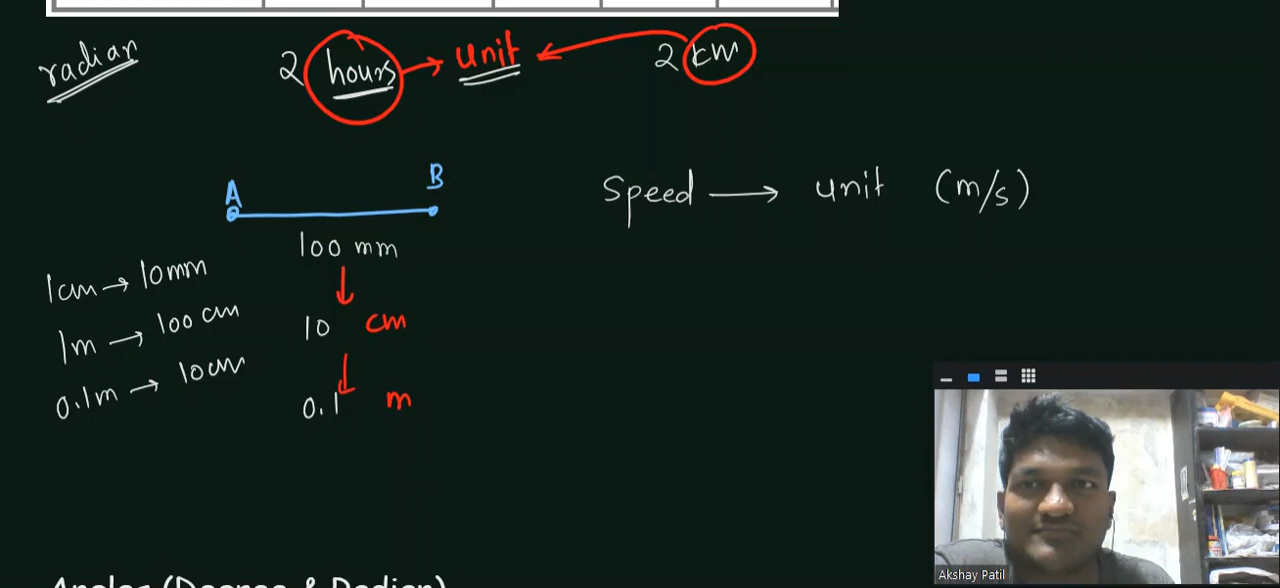 radian
2 hours → unit ← 2 km
A B
Speed → unit (m/s)
100 mm
1cm → 10mm
10 cm
1m → 100 cm
0.1m → 10cm
0.1 m
Akshay Patil
Angles (Degree & Radian)